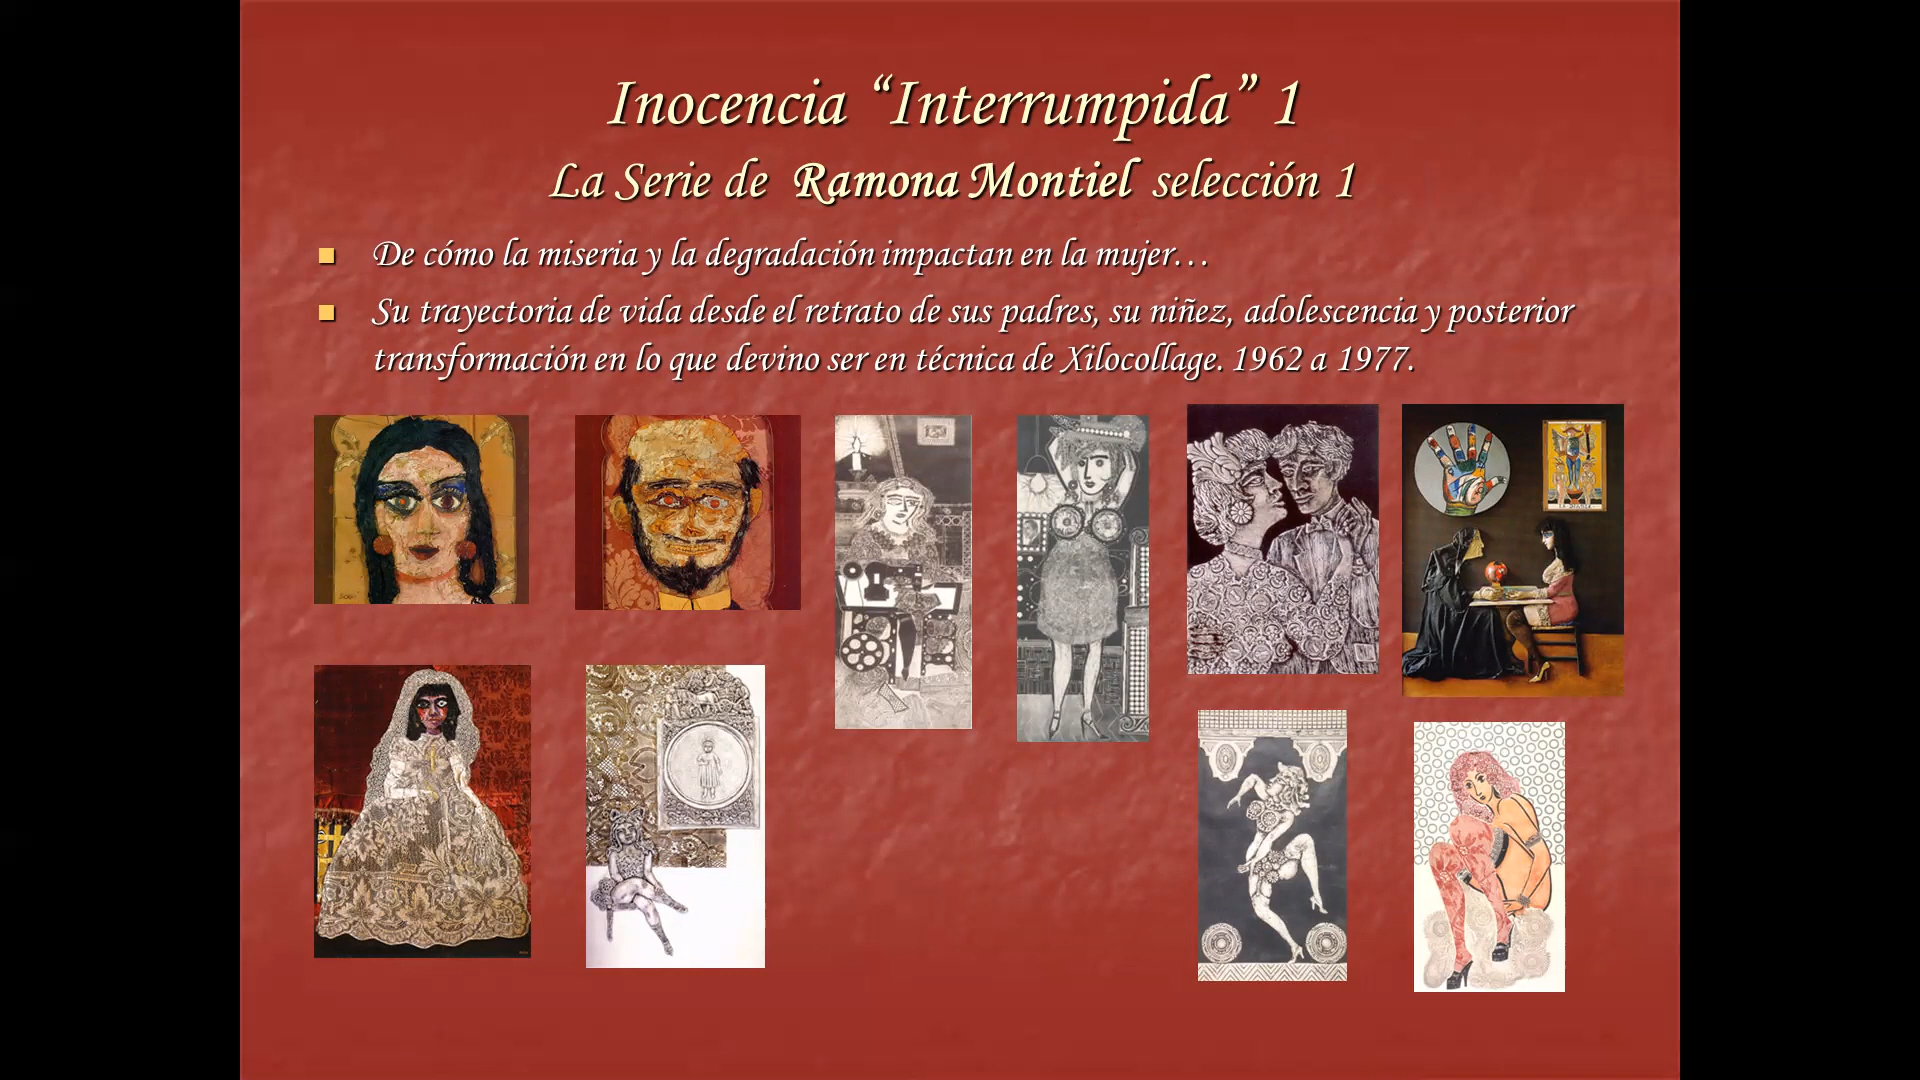 Inocencia “Interrumpida” 1
La Serie de Ramona Montiel selección 1
De cómo la miseria y la degradación impactan en la mujer…
Su trayectoria de vida desde el retrato de sus padres, su niñez, adolescencia y posterior
transformación en lo que devino ser en técnica de Xilocollage. 1962 a 1977.